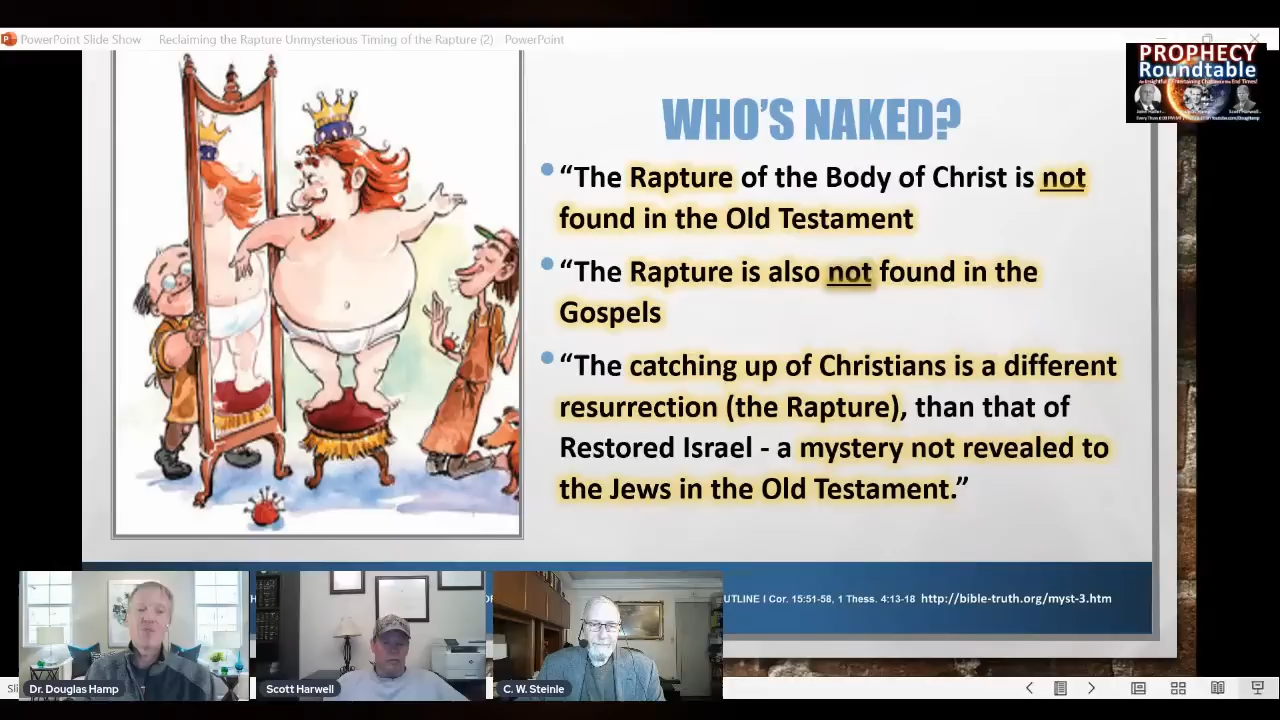 PowerPoint Slide Show
Reclaiming the Rapture Unmysterious Timing of the Rapture (2) - PowerPoint
PROPHECY
Roundtable
WHO'S NAKED?
“The Rapture of the Body of Christ is not
found in the Old Testament
“The Rapture is also not found in the
Gospels
“The catching up of Christians is a different
resurrection (the Rapture), than that of
Restored Israel - a mystery not revealed to
the Jews in the Old Testament.”
I Cor. 15:51-58, 1 Thess. 4:13-18 http://bible-truth.org/myst-3.htm
Dr. Douglas Hamp
Scott Harwell
C. W. Steinle